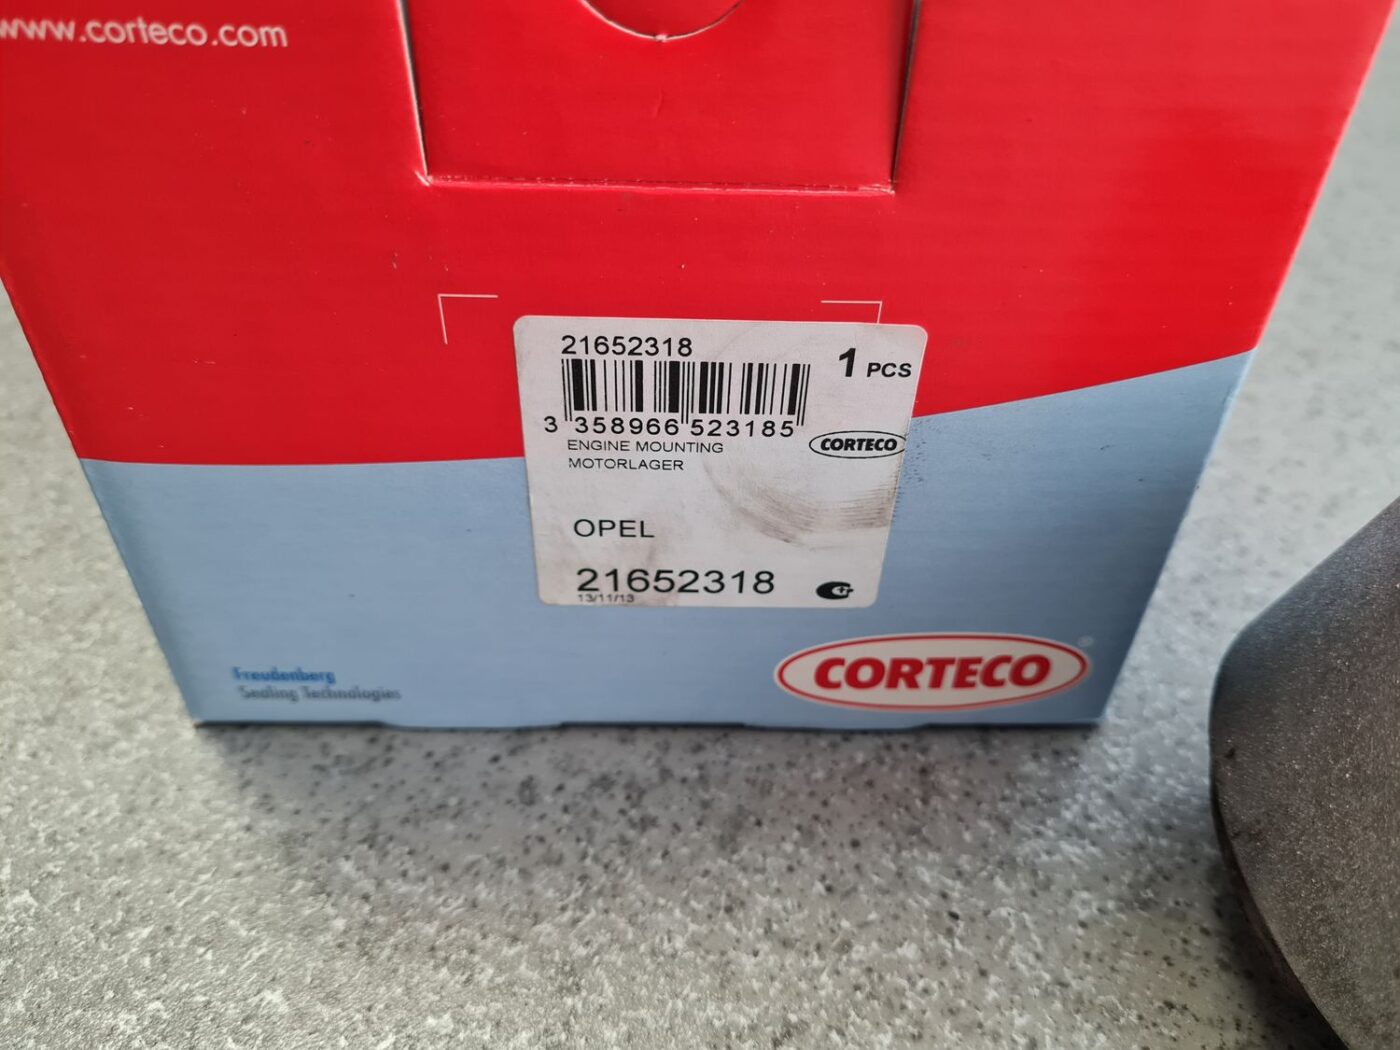 www.corteco.com
21652318
1 PCS
3 358966 523185
ENGINE MOUNTING
MOTORLAGER
CORTECO
OPEL
21652318
13/11/13
Freudenberg
Sealing Technologies
CORTECO